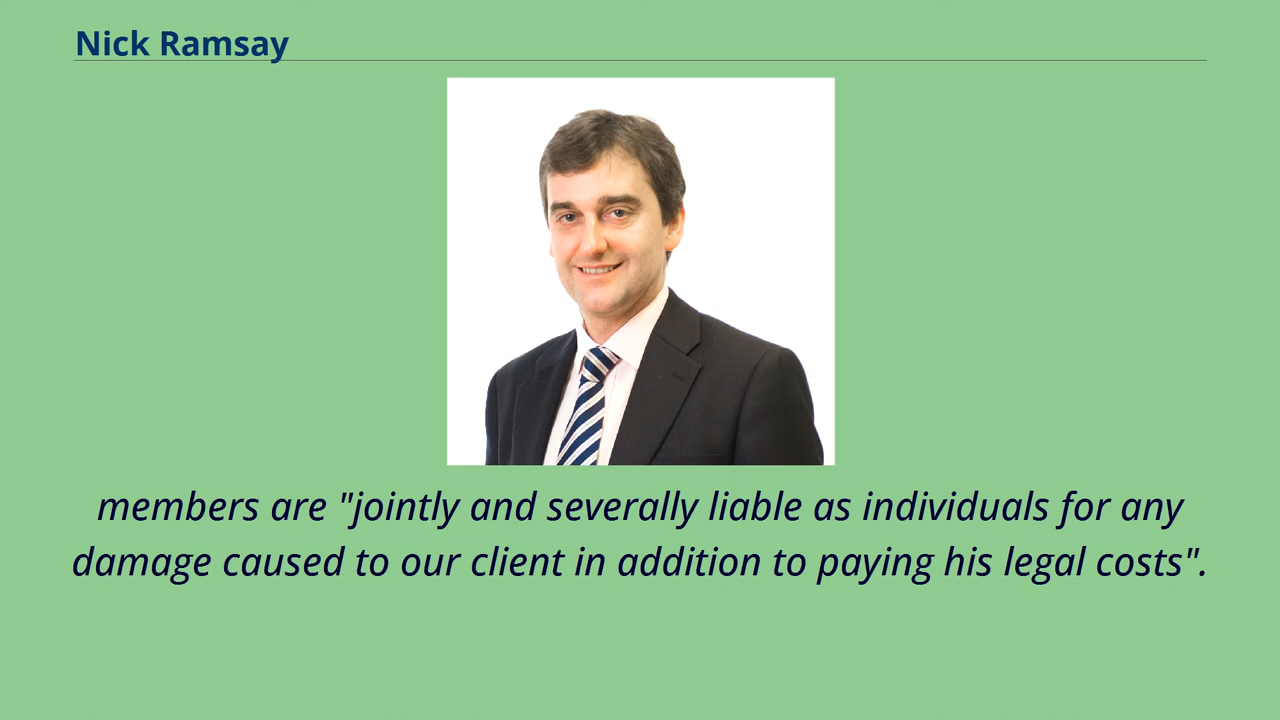 Nick Ramsay
members are "jointly and severally liable as individuals for any
damage caused to our client in addition to paying his legal costs".